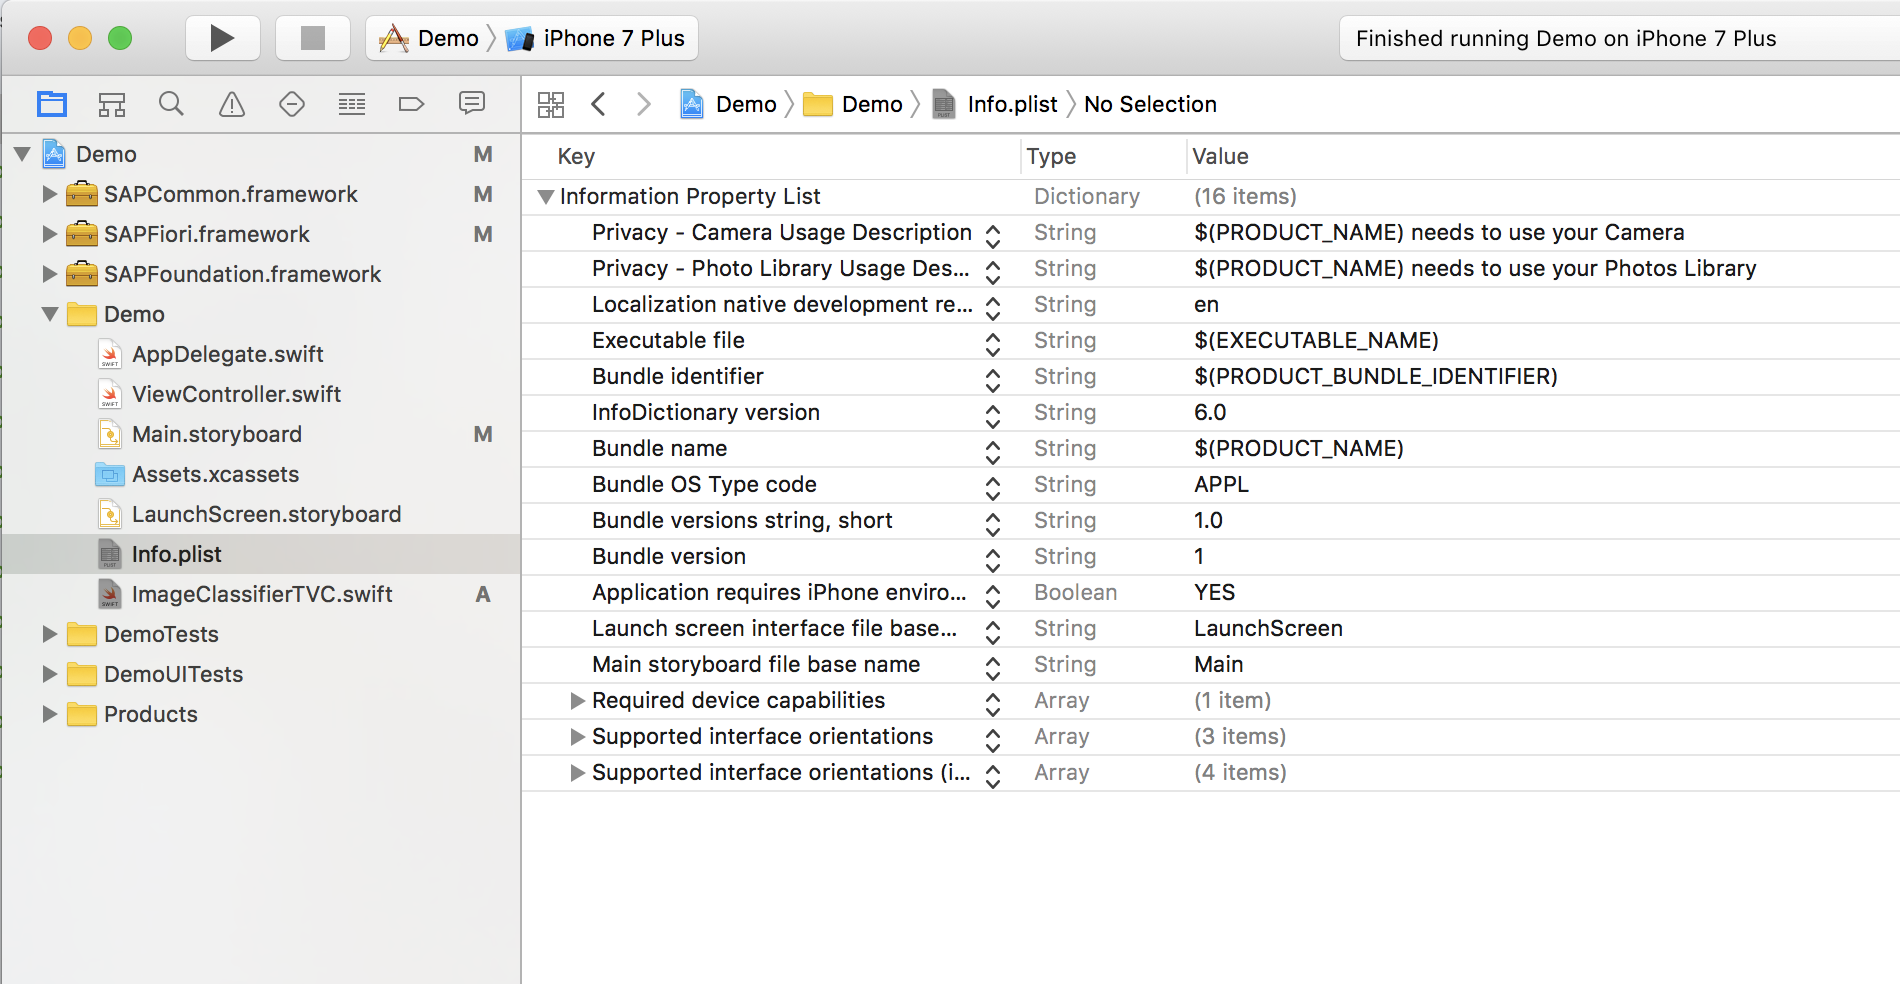 Demo 〉 iPhone 7 Plus
Finished running Demo on iPhone 7 Plus
Demo 〉 Demo 〉 Info.plist 〉 No Selection
Demo M
SAPCommon.framework M
SAPFiori.framework M
SAPFoundation.framework
Demo
AppDelegate.swift
ViewController.swift
Main.storyboard M
Assets.xcassets
LaunchScreen.storyboard
Info.plist
ImageClassifierTVC.swift A
DemoTests
DemoUITests
Products
Key Type Value
Information Property List Dictionary (16 items)
Privacy - Camera Usage Description String $(PRODUCT_NAME) needs to use your Camera
Privacy - Photo Library Usage Des... String $(PRODUCT_NAME) needs to use your Photos Library
Localization native development re... String en
Executable file String $(EXECUTABLE_NAME)
Bundle identifier String $(PRODUCT_BUNDLE_IDENTIFIER)
InfoDictionary version String 6.0
Bundle name String $(PRODUCT_NAME)
Bundle OS Type code String APPL
Bundle versions string, short String 1.0
Bundle version String 1
Application requires iPhone enviro... Boolean YES
Launch screen interface file base... String LaunchScreen
Main storyboard file base name String Main
Required device capabilities Array (1 item)
Supported interface orientations Array (3 items)
Supported interface orientations (i... Array (4 items)